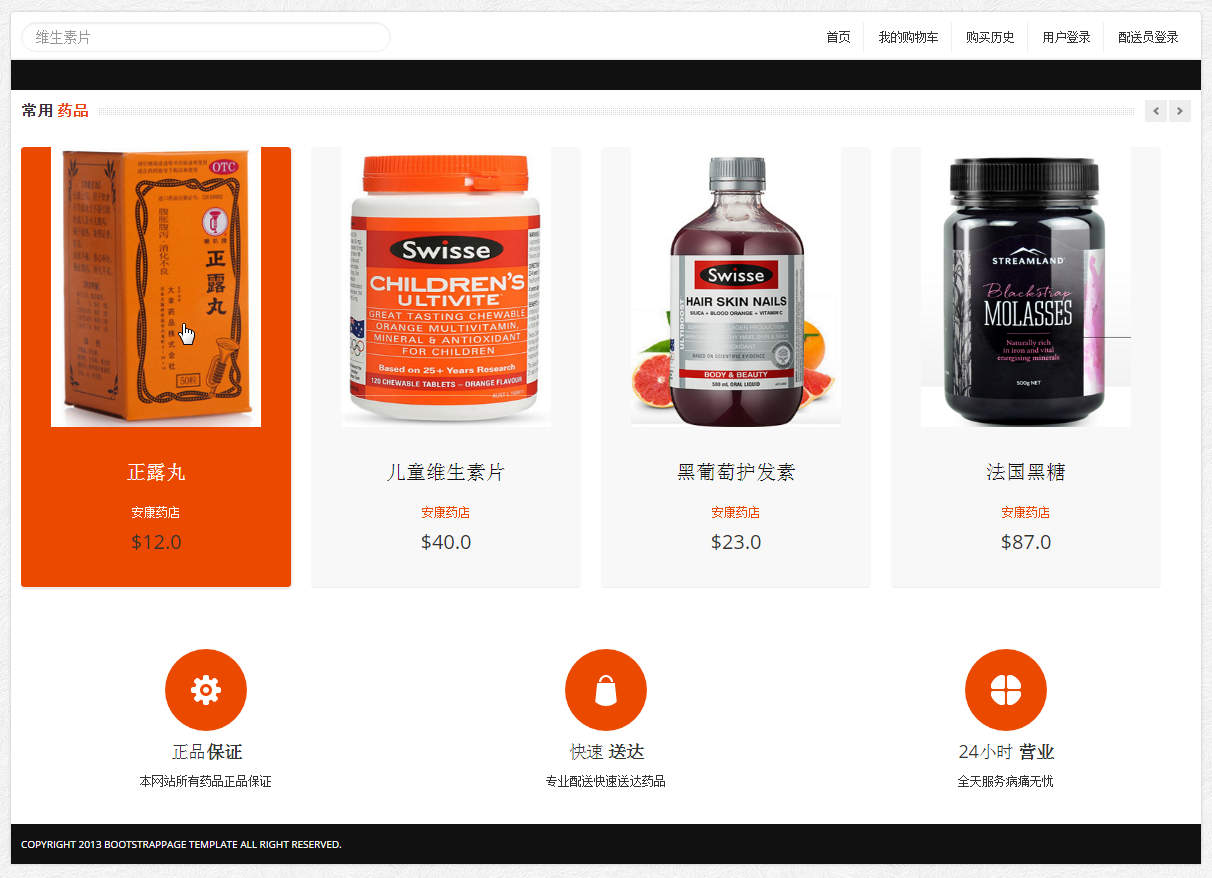 维生素片
首页
我的购物车
购买历史
用户登录
配送员登录
常用 药品
OTC
腹胀腹泻 消化不良
正露丸
大幸药品株式会社
50粒
Swisse
CHILDREN'S
ULTIVITE
GREAT TASTING CHEWABLE
ORANGE MULTIVITAMIN,
MINERAL & ANTIOXIDANT
FOR CHILDREN
Based on 25+ Years Research
120 CHEWABLE TABLETS – ORANGE FLAVOUR
Swisse
ULTIBOOST
HAIR SKIN NAILS
SILICA + BLOOD ORANGE + VITAMIN C
BASED ON SCIENTIFIC EVIDENCE
BODY & BEAUTY
500 mL ORAL LIQUID
STREAMLAND
Blackstrap
MOLASSES
Naturally rich
in iron and vital
energising minerals
500g NET
正露丸
安康药店
$12.0
儿童维生素片
安康药店
$40.0
黑葡萄护发素
安康药店
$23.0
法国黑糖
安康药店
$87.0
正品保证
本网站所有药品正品保证
快速 送达
专业配送快速送达药品
24小时 营业
全天服务病痛无忧
COPYRIGHT 2013 BOOTSTRAPPAGE TEMPLATE ALL RIGHT RESERVED.